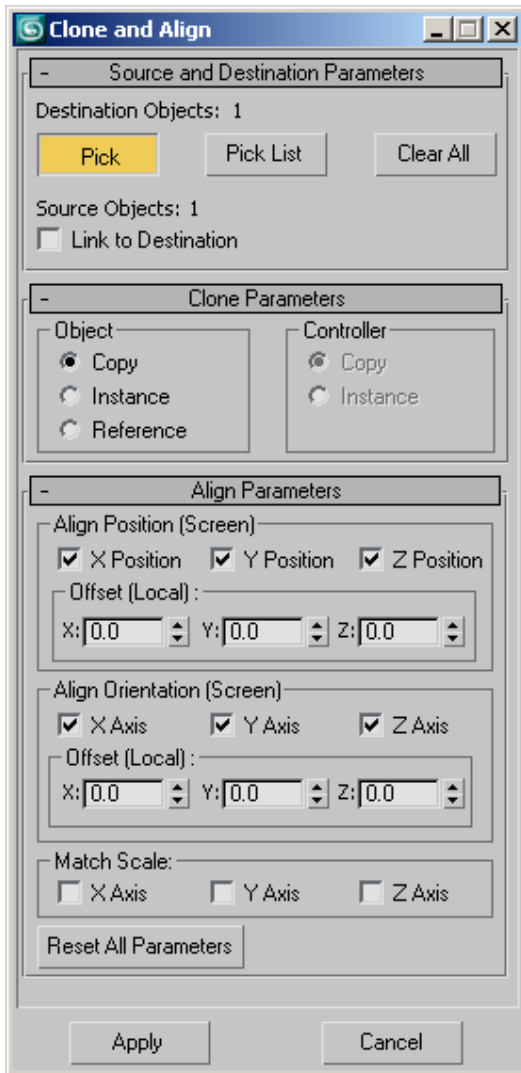 Clone and Align
- Source and Destination Parameters
Destination Objects: 1
Pick Pick List Clear All
Source Objects: 1
Link to Destination
- Clone Parameters
Object Controller
Copy Copy
Instance Instance
Reference
- Align Parameters
Align Position (Screen)
X Position Y Position Z Position
Offset (Local) :
X: 0.0 Y: 0.0 Z: 0.0
Align Orientation (Screen)
X Axis Y Axis Z Axis
Offset (Local) :
X: 0.0 Y: 0.0 Z: 0.0
Match Scale:
X Axis Y Axis Z Axis
Reset All Parameters
Apply Cancel